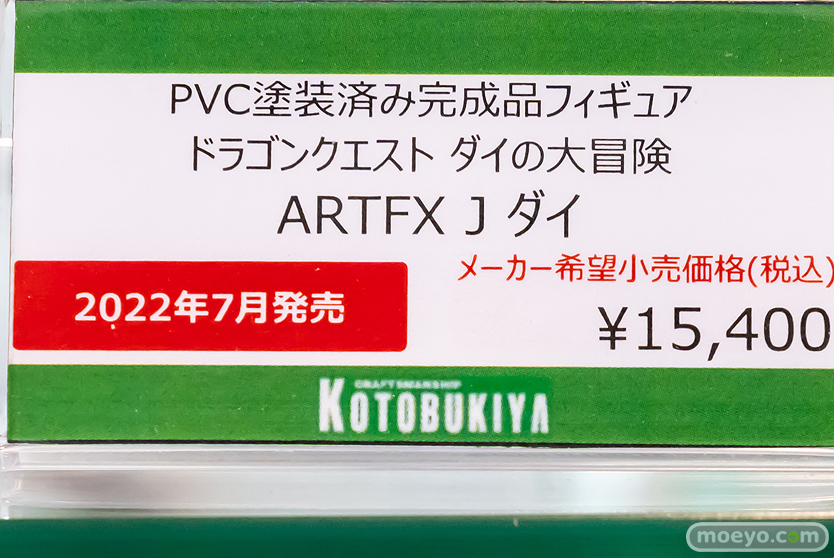 PVC塗装済み完成品フィギュア
ドラゴンクエスト ダイの大冒険
ARTFX J ダイ
メーカー希望小売価格(税込)
2022年7月発売
¥15,400
CRAFTSMANSHIP
KOTOBUKIYA
moeyo.com